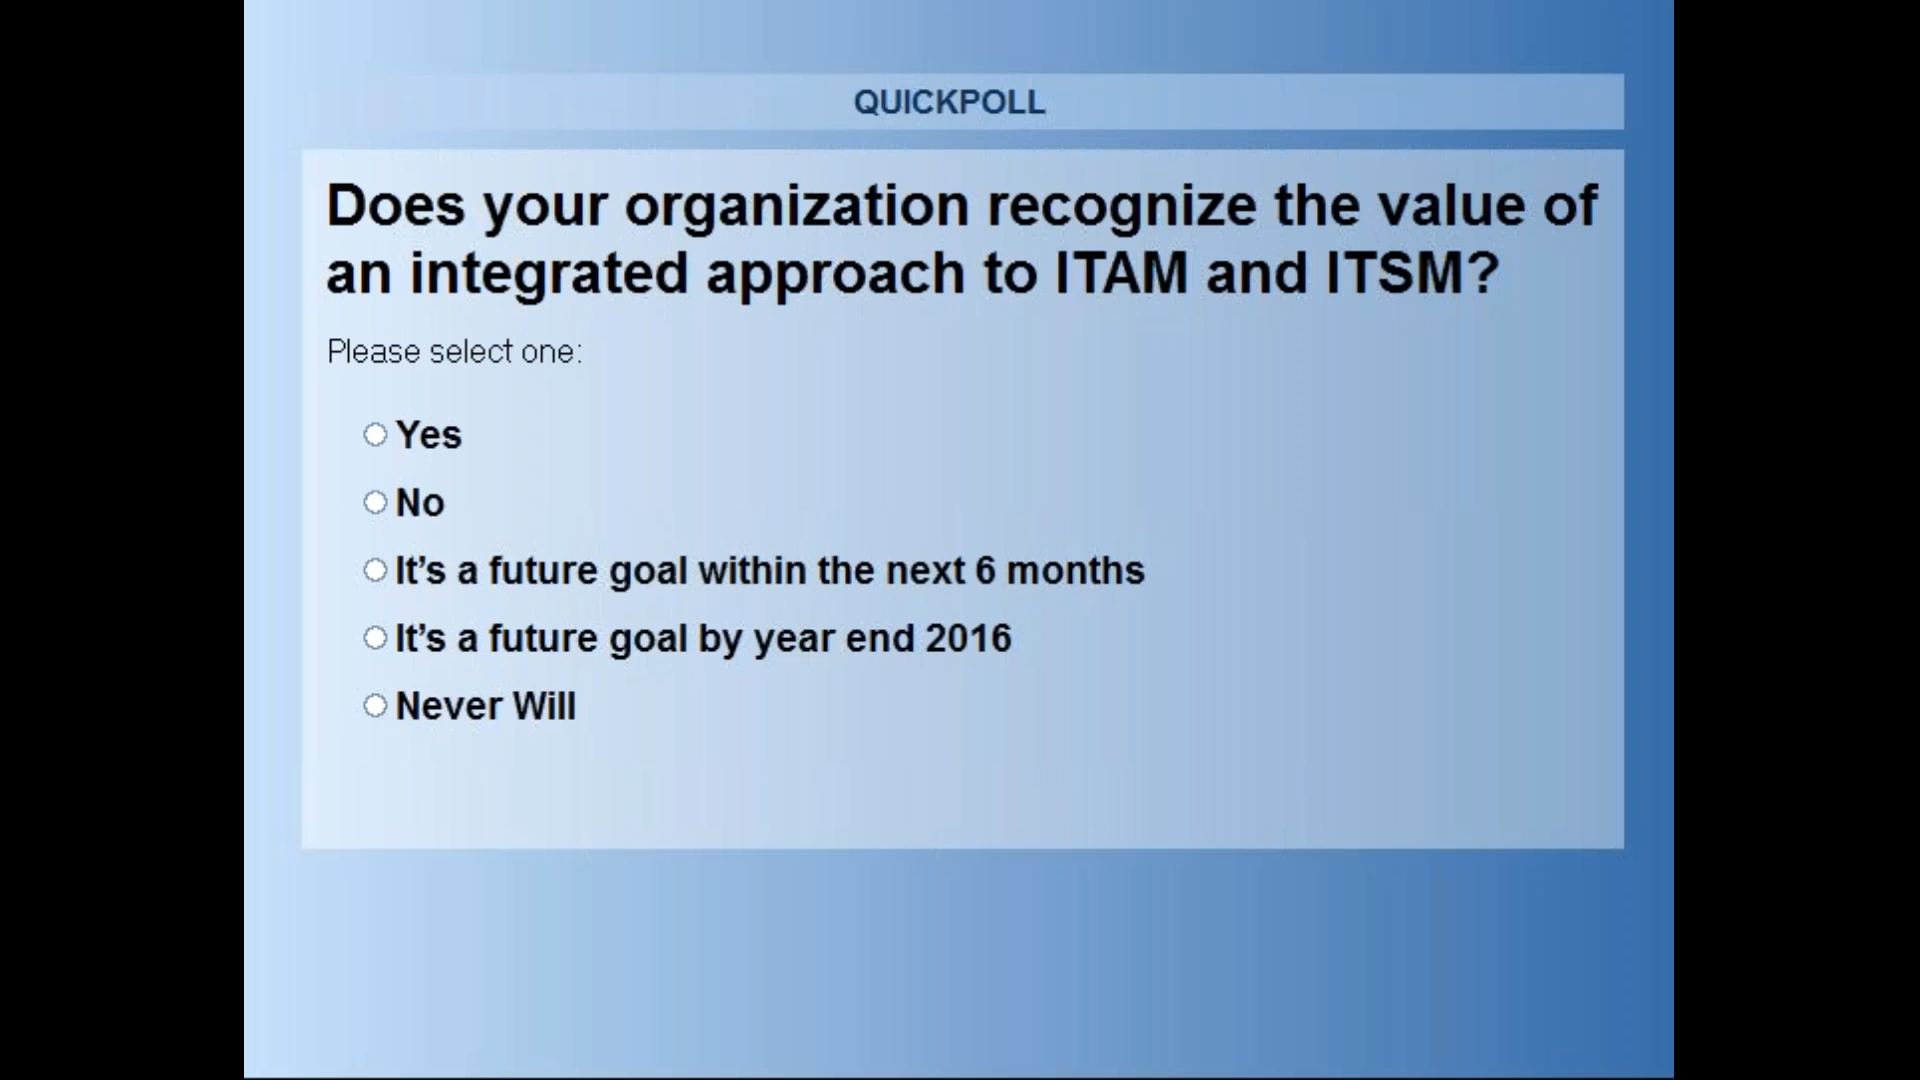 QUICKPOLL
Does your organization recognize the value of
an integrated approach to ITAM and ITSM?
Please select one:
Yes
No
It’s a future goal within the next 6 months
It’s a future goal by year end 2016
Never Will